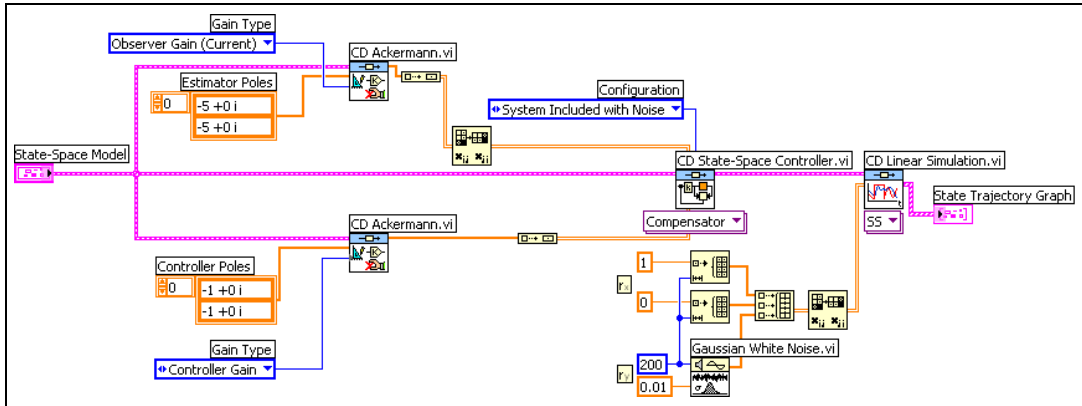 Gain Type
Observer Gain (Current)
CD Ackermann.vi
Estimator Poles
0
-5 +0 i
-5 +0 i
Configuration
System Included with Noise
State-Space Model
CD State-Space Controller.vi
CD Linear Simulation.vi
State Trajectory Graph
Compensator
SS
CD Ackermann.vi
Controller Poles
0
-1 +0 i
-1 +0 i
1
rx
0
Gain Type
Controller Gain
Gaussian White Noise.vi
200
ry
0.01